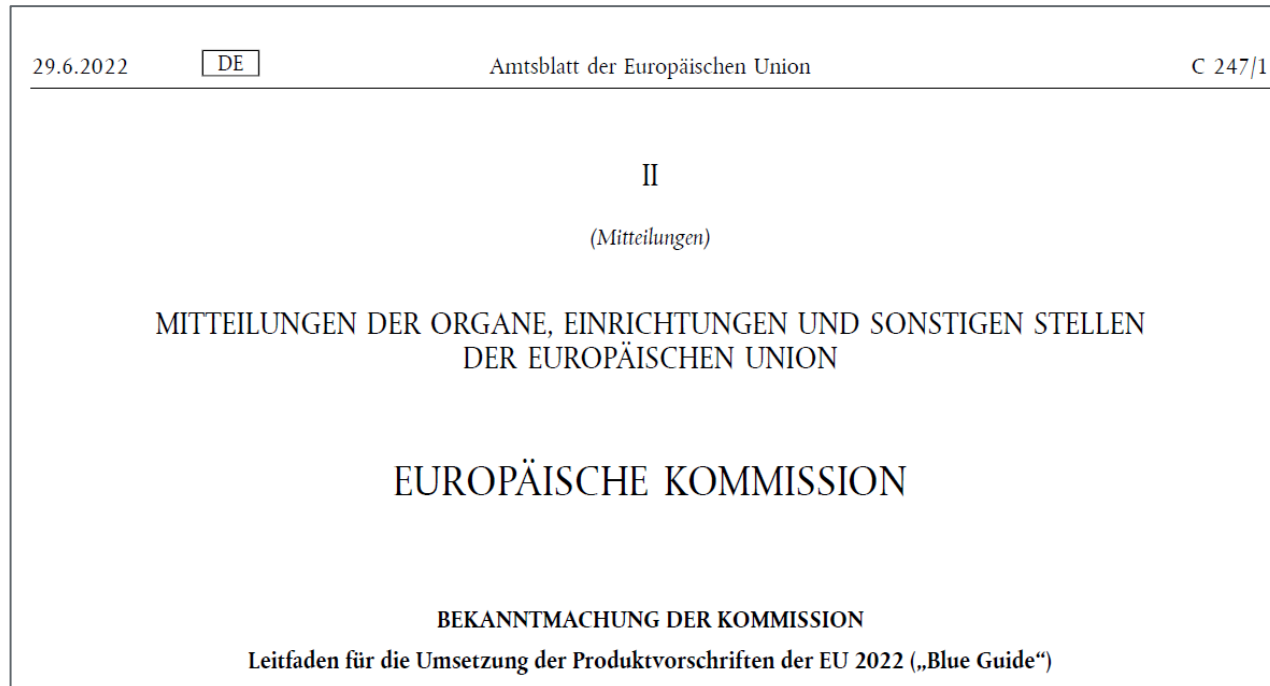 29.6.2022 DE Amtsblatt der Europäischen Union C 247/1
II
(Mitteilungen)
MITTEILUNGEN DER ORGANE, EINRICHTUNGEN UND SONSTIGEN STELLEN
DER EUROPÄISCHEN UNION
EUROPÄISCHE KOMMISSION
BEKANNTMACHUNG DER KOMMISSION
Leitfaden für die Umsetzung der Produktvorschriften der EU 2022 („Blue Guide“)